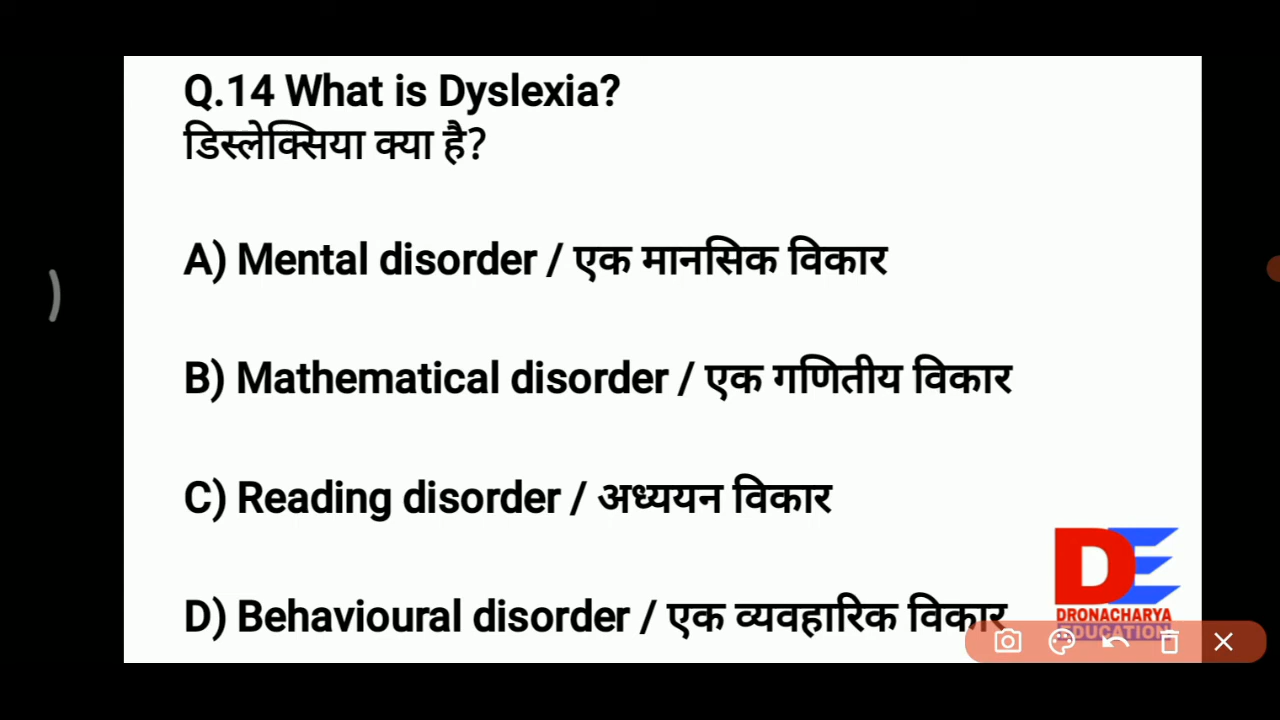 Q.14 What is Dyslexia?
डिस्लेक्सिया क्या है?
A) Mental disorder / एक मानसिक विकार
B) Mathematical disorder / एक गणितीय विकार
C) Reading disorder / अध्ययन विकार
D) Behavioural disorder / एक व्यवहारिक विकार
DE
DRONACHARYA
EDUCATION